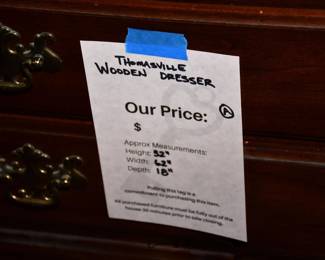 Thomasville
Wooden Dresser
A
Our Price:
$
Approx Measurements:
Height: 32"
Width: 62"
Depth: 18"
Pulling this tag is a
commitment to purchasing this item.
All purchased furniture must be fully out of the
house 30 minutes prior to sale closing.